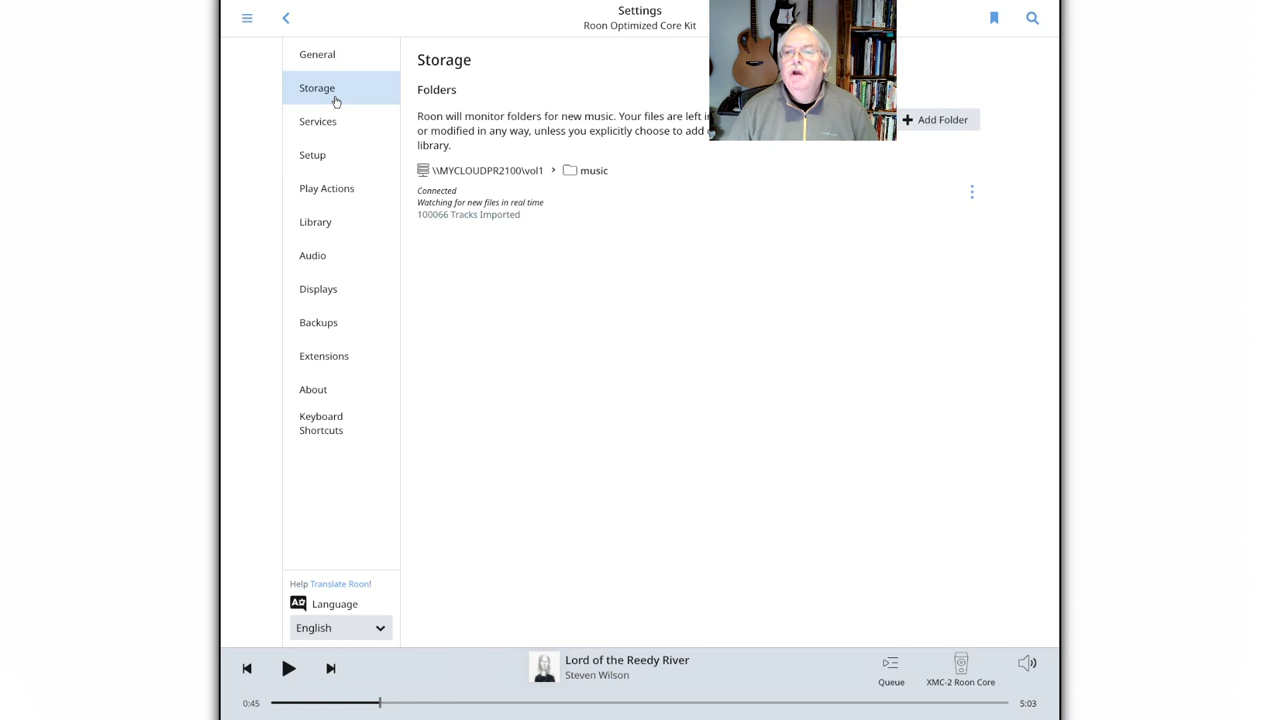 Settings
Roon Optimized Core Kit
General
Storage
Services
Setup
Play Actions
Library
Audio
Displays
Backups
Extensions
About
Keyboard
Shortcuts
Help Translate Roon!
Language
English
Storage
Folders
Roon will monitor folders for new music. Your files are left i
or modified in any way, unless you explicitly choose to add
library.
Add Folder
\\MYCLOUDPR2100\vol1 > music
Connected
Watching for new files in real time
100066 Tracks Imported
Lord of the Reedy River
Steven Wilson
Queue
XMC-2 Roon Core
0:45
5:03